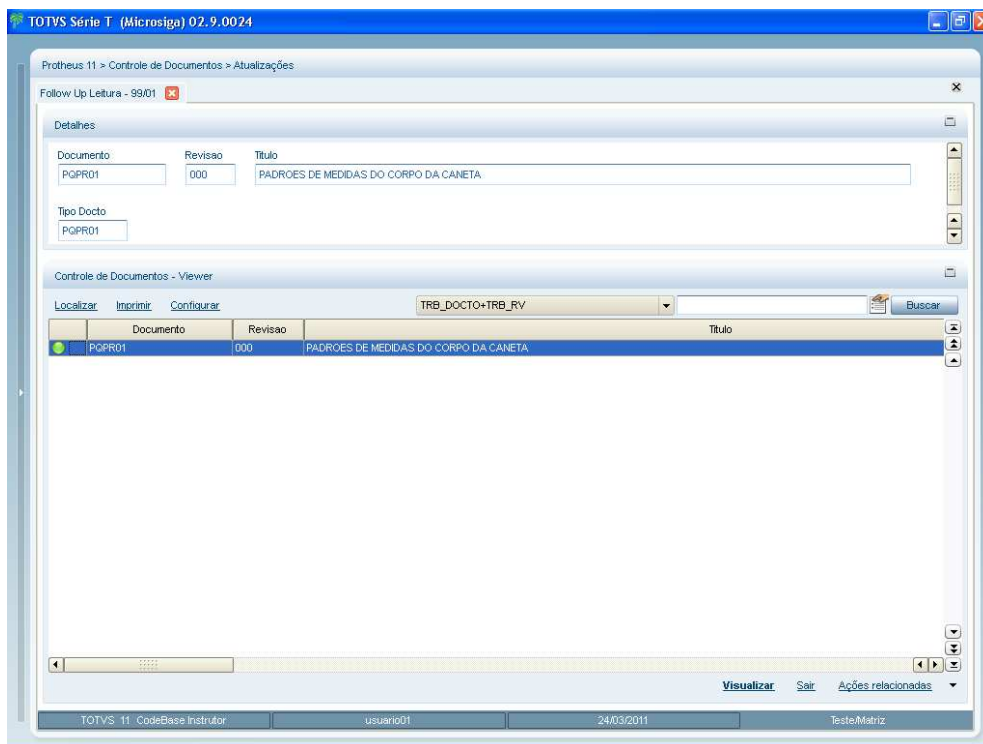 TOTVS Série T (Microsiga) 02.9.0024
Protheus 11 > Controle de Documentos > Atualizações
Follow Up Leitura - 99/01
Detalhes
Documento Revisao Titulo
PQPR01 000 PADROES DE MEDIDAS DO CORPO DA CANETA
Tipo Docto
PQPR01
Controle de Documentos - Viewer
Localizar Imprimir Configurar TRB_DOCTO+TRB_RV Buscar
Documento Revisao Titulo
PQPR01 000 PADROES DE MEDIDAS DO CORPO DA CANETA
Visualizar Sair Ações relacionadas
TOTVS 11 CodeBase Instrutor usuario01 24/03/2011 Teste/Matriz